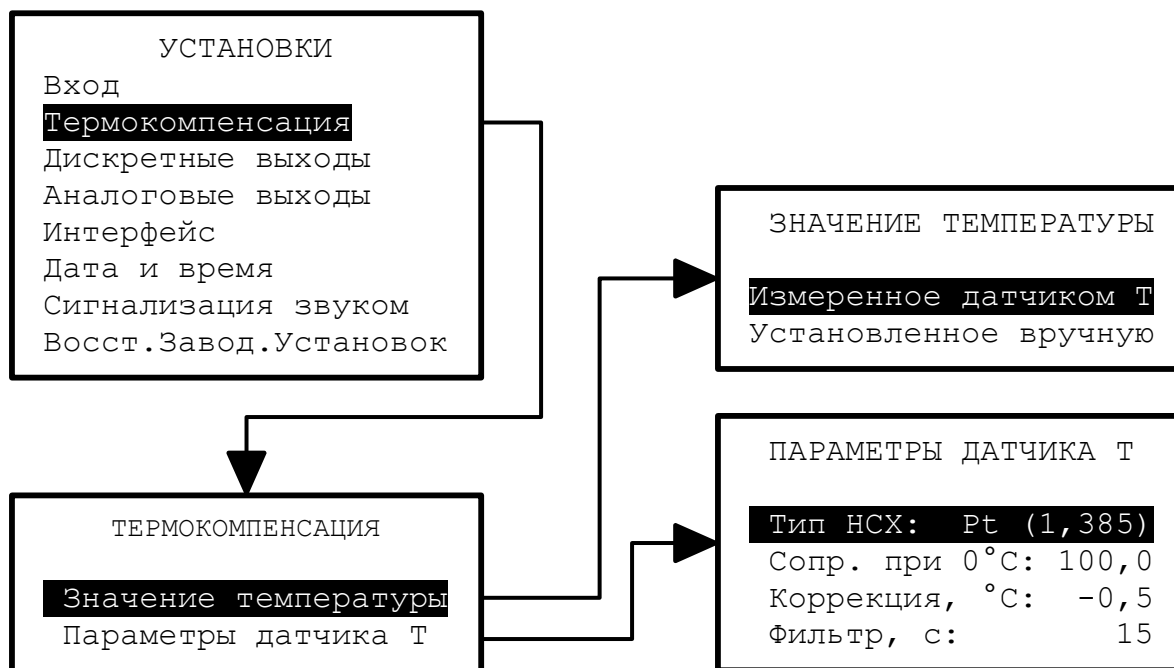 УСТАНОВКИ
Вход
Термокомпенсация
Дискретные выходы
Аналоговые выходы
Интерфейс
Дата и время
Сигнализация звуком
Восст.Завод.Установок
ТЕРМОКОМПЕНСАЦИЯ
Значение температуры
Параметры датчика Т
ЗНАЧЕНИЕ ТЕМПЕРАТУРЫ
Измеренное датчиком Т
Установленное вручную
ПАРАМЕТРЫ ДАТЧИКА Т
Тип НСХ: Pt (1,385)
Сопр. при 0°С: 100,0
Коррекция, °С: -0,5
Фильтр, с: 15